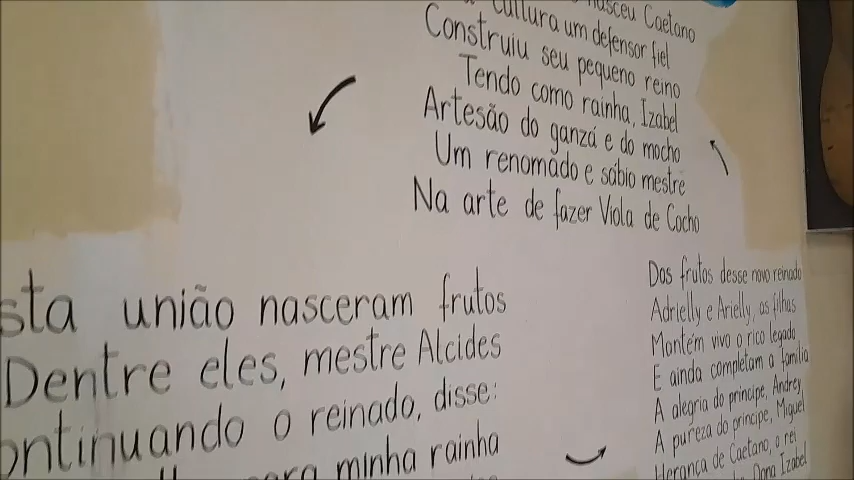 nasceu Caetano
cultura um defensor fiel
Construiu seu pequeno reino
Tendo como rainha, Izabel
Artesão do ganzá e do mocho
Um renomado e sábio mestre
Na arte de fazer Viola de Cocho
sta união nasceram frutos
Dentre eles, mestre Alcides
ontinuando o reinado, disse:
minha rainha
Dos frutos desse novo reinado
Adrielly e Arielly, as filhas
Mantém vivo o rico legado
E ainda completam a família
A alegria do príncipe, Andrey
A pureza do príncipe, Miguel
Herança de Caetano, o rei
Dona Izabel